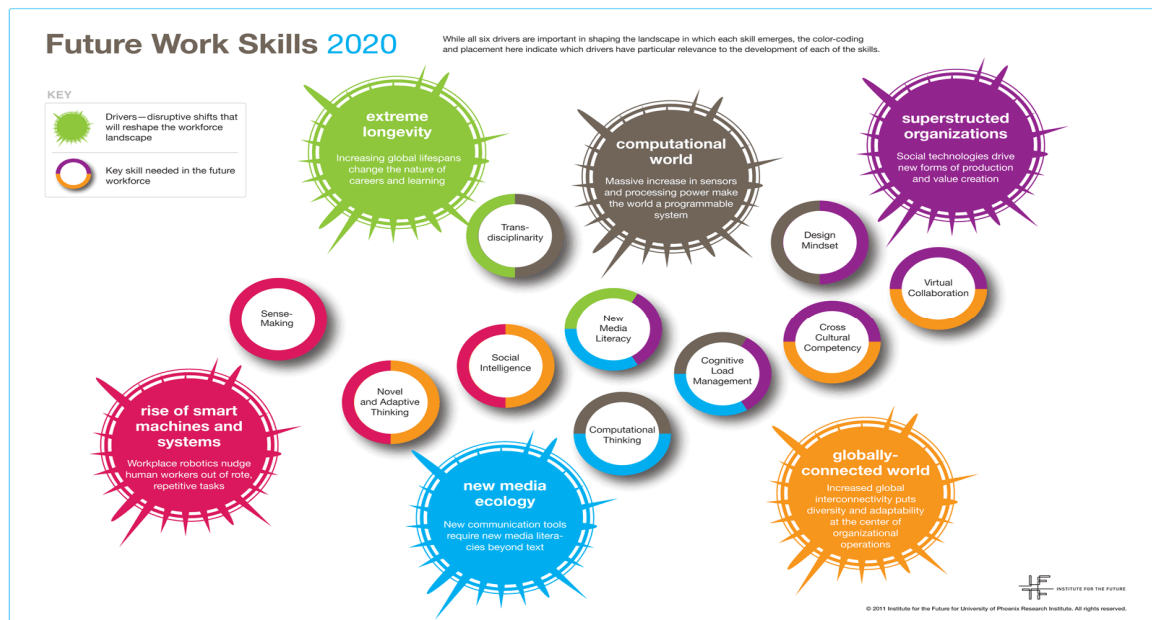 Future Work Skills 2020
While all six drivers are important in shaping the landscape in which each skill emerges, the color-coding
and placement here indicate which drivers have particular relevance to the development of each of the skills.
KEY
Drivers—disruptive shifts that
will reshape the workforce
landscape
Key skill needed in the future
workforce
extreme
longevity
Increasing global lifespans
change the nature of
careers and learning
computational
world
Massive increase in sensors
and processing power make
the world a programmable
system
superstructed
organizations
Social technologies drive
new forms of production
and value creation
Trans-
disciplinarity
Design
Mindset
Virtual
Collaboration
Sense-
Making
New
Media
Literacy
Cross
Cultural
Competency
Social
Intelligence
Cognitive
Load
Management
Novel
and Adaptive
Thinking
Computational
Thinking
rise of smart
machines and
systems
Workplace robotics nudge
human workers out of rote,
repetitive tasks
new media
ecology
New communication tools
require new media litera-
cies beyond text
globally-
connected world
Increased global
interconnectivity puts
diversity and adaptability
at the center of
organizational
operations
INSTITUTE FOR THE FUTURE
© 2011 Institute for the Future for University of Phoenix Research Institute. All rights reserved.